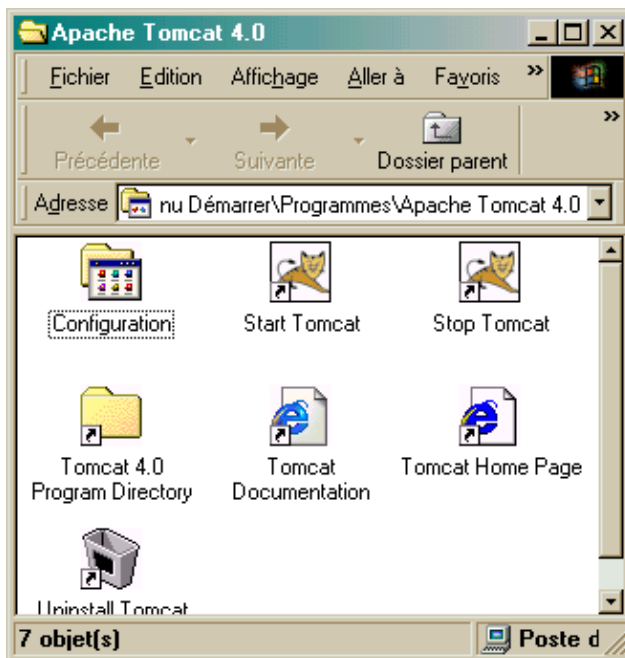 Apache Tomcat 4.0
Fichier Edition Affichage Aller à Favoris »
Précédente Suivante Dossier parent »
Adresse nu Démarrer\Programmes\Apache Tomcat 4.0
Configuration Start Tomcat Stop Tomcat
Tomcat 4.0 Tomcat Tomcat Home Page
Program Directory Documentation
Uninstall Tomcat
7 objet(s) Poste d